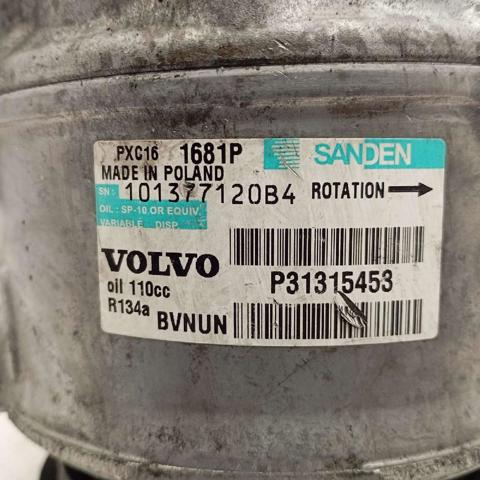 PXC16 1681P SANDEN
MADE IN POLAND
SN: 101377120B4 ROTATION
OIL: SP-10 OR EQUIV.
VARIABLE DISP
VOLVO
oil 110cc P31315453
R134a BVNUN